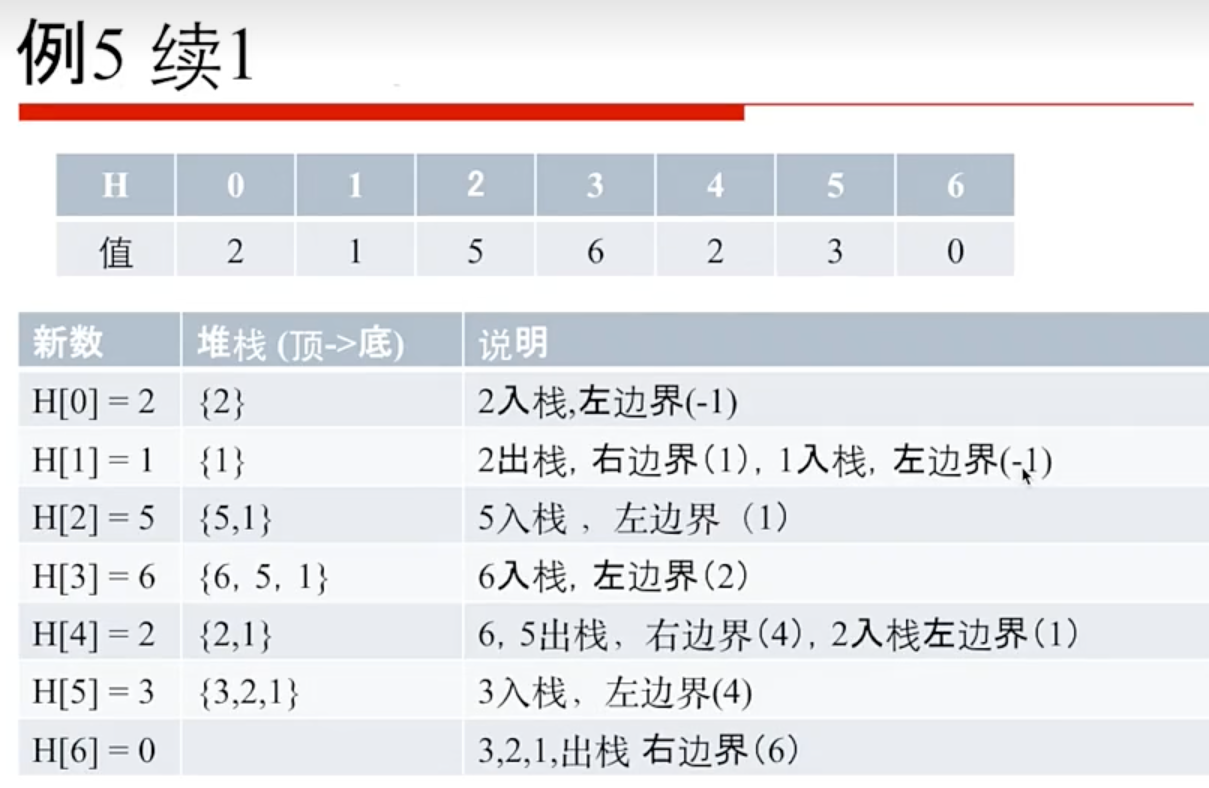 例5 续1
H 0 1 2 3 4 5 6
值 2 1 5 6 2 3 0
新数 堆栈 (顶->底) 说明
H[0] = 2 {2} 2入栈,左边界(-1)
H[1] = 1 {1} 2出栈, 右边界(1), 1入栈, 左边界(-1)
H[2] = 5 {5,1} 5入栈 , 左边界 (1)
H[3] = 6 {6, 5, 1} 6入栈, 左边界(2)
H[4] = 2 {2,1} 6, 5出栈, 右边界(4), 2入栈左边界(1)
H[5] = 3 {3,2,1} 3入栈, 左边界(4)
H[6] = 0 3,2,1,出栈 右边界(6)